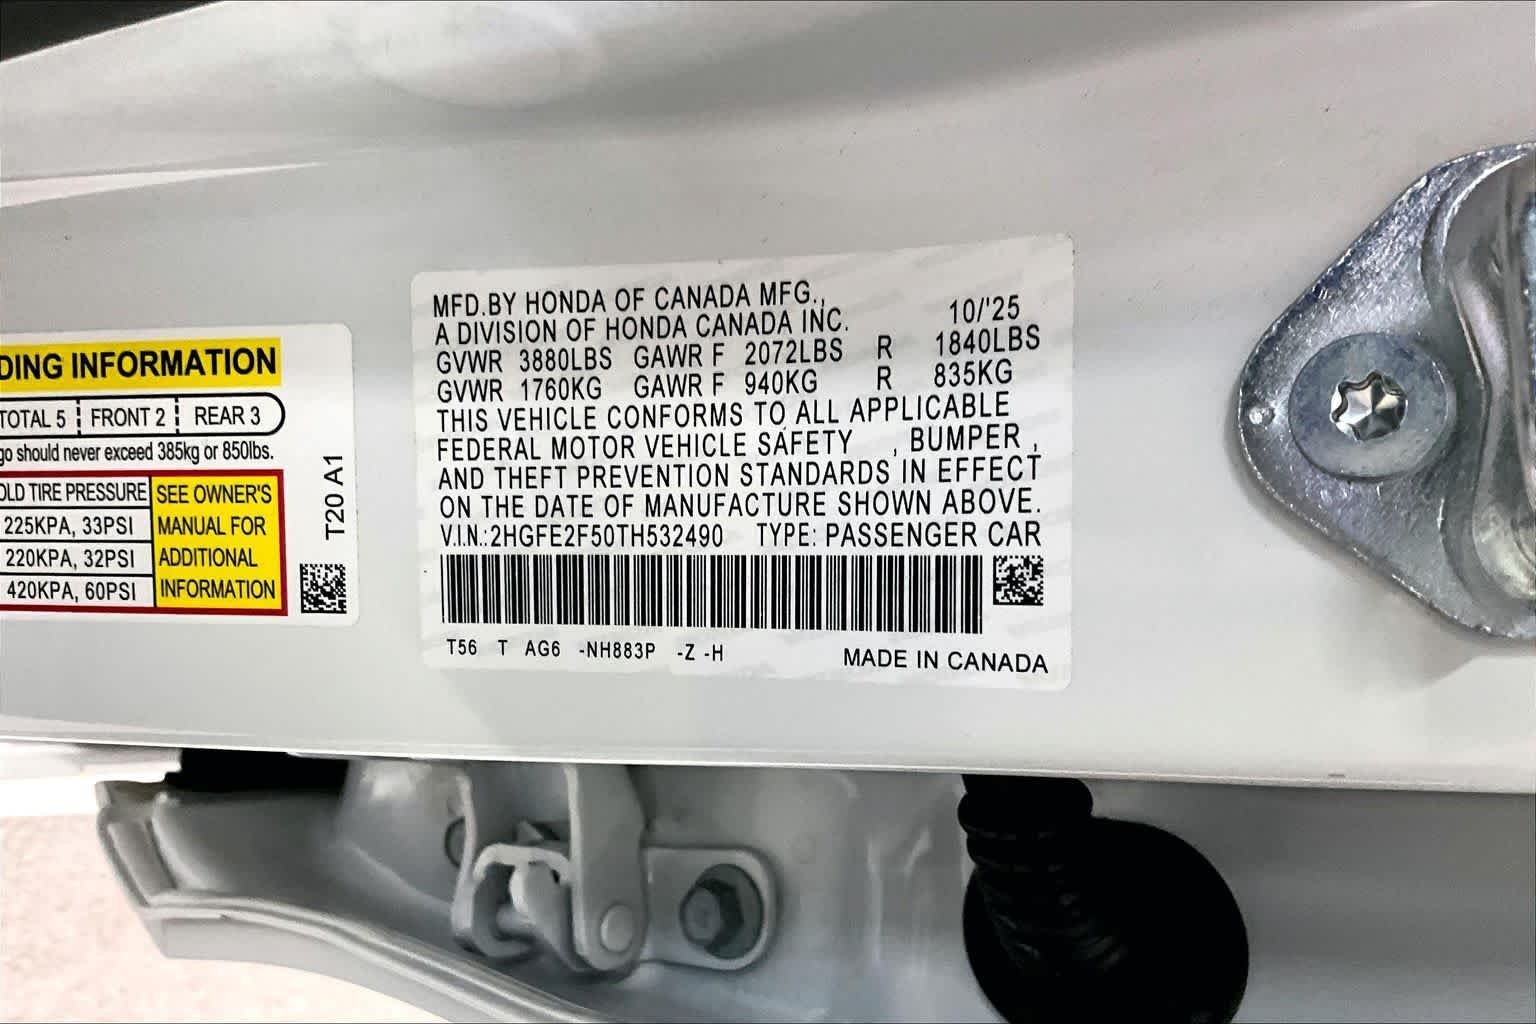 DING INFORMATION
TOTAL 5 FRONT 2 REAR 3
go should never exceed 385kg or 850lbs.
OLD TIRE PRESSURE
225KPA, 33PSI
220KPA, 32PSI
420KPA, 60PSI
SEE OWNER'S
MANUAL FOR
ADDITIONAL
INFORMATION
T20 A1
MFD.BY HONDA OF CANADA MFG., 10/'25
A DIVISION OF HONDA CANADA INC.
GVWR 3880LBS GAWR F 2072LBS R 1840LBS
GVWR 1760KG GAWR F 940KG R 835KG
THIS VEHICLE CONFORMS TO ALL APPLICABLE
FEDERAL MOTOR VEHICLE SAFETY , BUMPER ,
AND THEFT PREVENTION STANDARDS IN EFFECT
ON THE DATE OF MANUFACTURE SHOWN ABOVE.
V.I.N.:2HGFE2F50TH532490 TYPE: PASSENGER CAR
T56 T AG6 -NH883P -Z -H
MADE IN CANADA